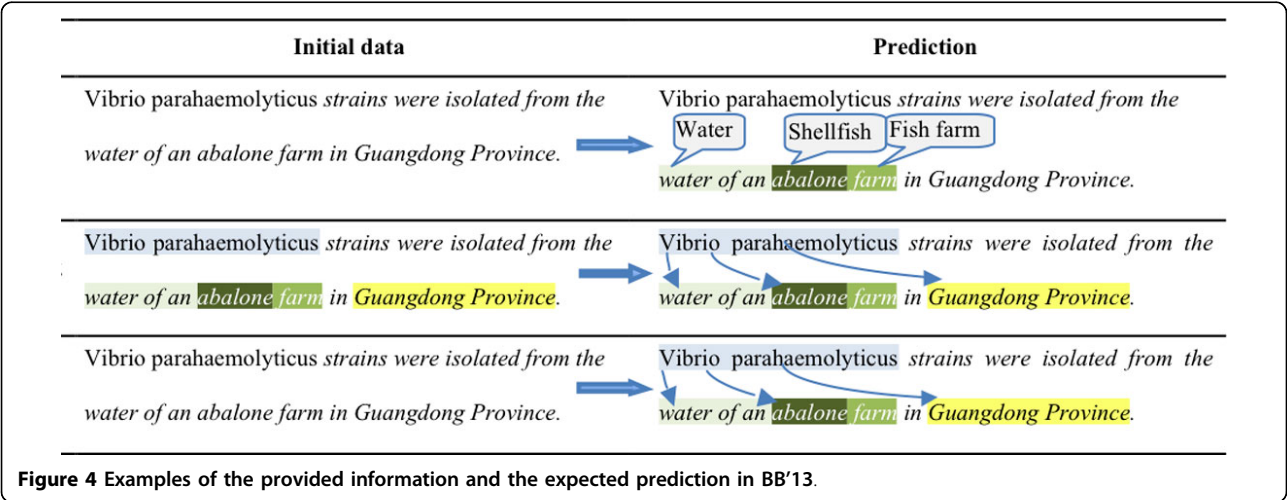 Initial data
Prediction
Vibrio parahaemolyticus strains were isolated from the
water of an abalone farm in Guangdong Province.
Vibrio parahaemolyticus strains were isolated from the
Water
Shellfish
Fish farm
water of an abalone farm in Guangdong Province.
Vibrio parahaemolyticus strains were isolated from the
water of an abalone farm in Guangdong Province.
Vibrio parahaemolyticus strains were isolated from the
water of an abalone farm in Guangdong Province.
Vibrio parahaemolyticus strains were isolated from the
water of an abalone farm in Guangdong Province.
Vibrio parahaemolyticus strains were isolated from the
water of an abalone farm in Guangdong Province.
Figure 4 Examples of the provided information and the expected prediction in BB'13.